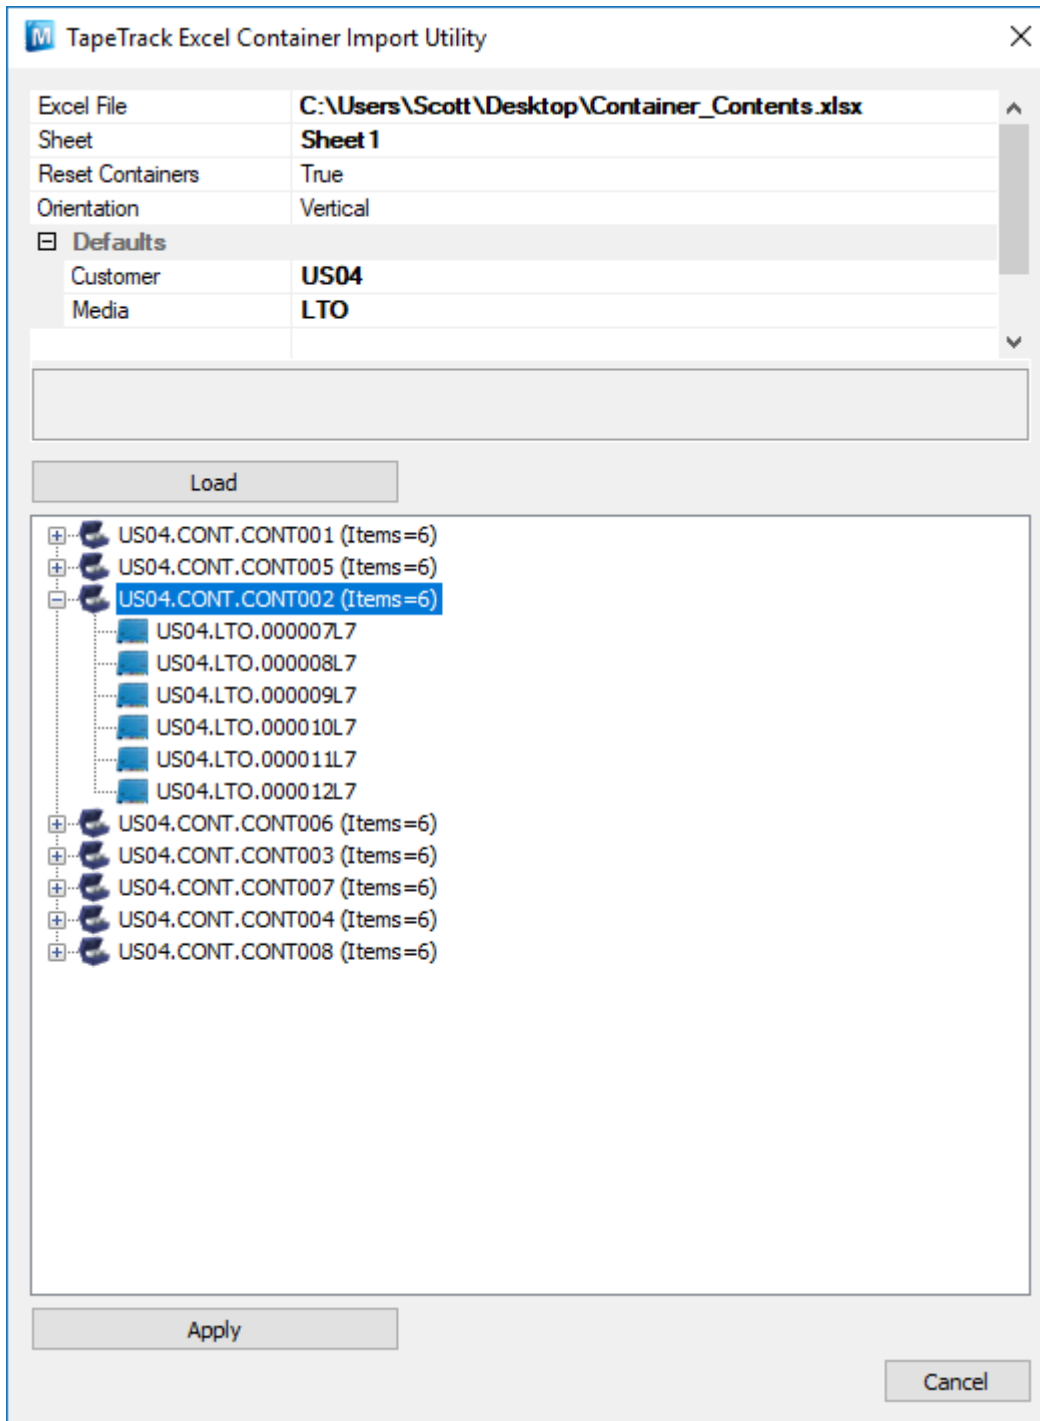 TapeTrack Excel Container Import Utility
Excel File C:\Users\Scott\Desktop\Container_Contents.xlsx
Sheet Sheet1
Reset Containers True
Orientation Vertical
Defaults
Customer US04
Media LTO
Load
US04.CONT.CONT001 (Items=6)
US04.CONT.CONT005 (Items=6)
US04.CONT.CONT002 (Items=6)
US04.LTO.000007L7
US04.LTO.000008L7
US04.LTO.000009L7
US04.LTO.000010L7
US04.LTO.000011L7
US04.LTO.000012L7
US04.CONT.CONT006 (Items=6)
US04.CONT.CONT003 (Items=6)
US04.CONT.CONT007 (Items=6)
US04.CONT.CONT004 (Items=6)
US04.CONT.CONT008 (Items=6)
Apply
Cancel